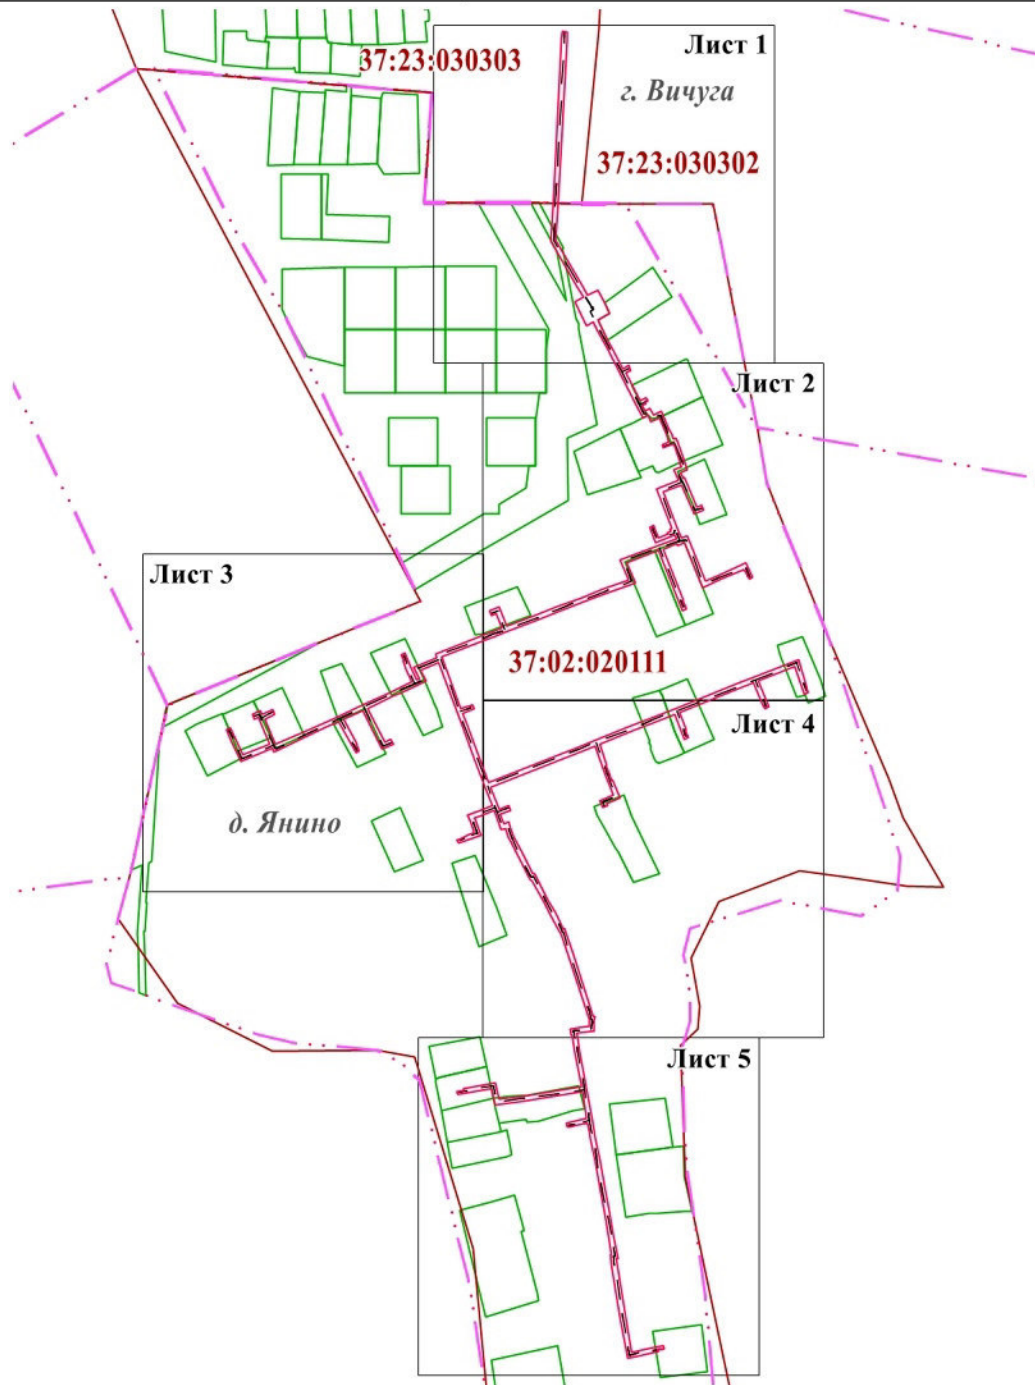 Лист 1
37:23:030303
г. Вичуга
37:23:030302
Лист 2
Лист 3
37:02:020111
Лист 4
д. Янино
Лист 5